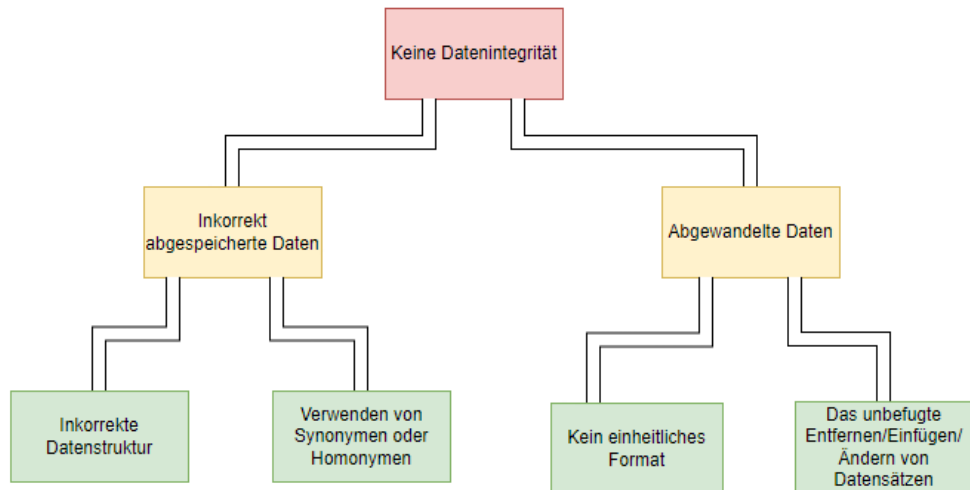 Keine Datenintegrität
Inkorrekt
abgespeicherte Daten
Abgewandelte Daten
Inkorrekte
Datenstruktur
Verwenden von
Synonymen oder
Homonymen
Kein einheitliches
Format
Das unbefugte
Entfernen/Einfügen/
Ändern von
Datensätzen